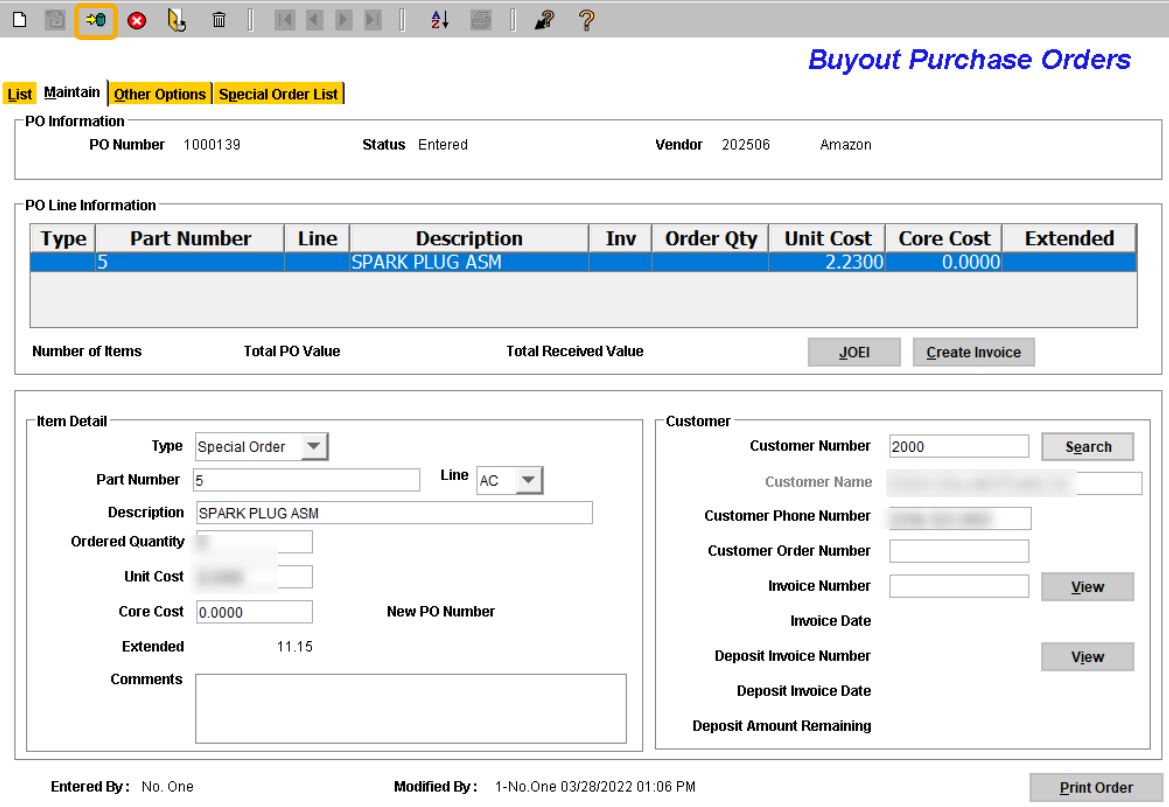 Buyout Purchase Orders
List Maintain Other Options Special Order List
PO Information
PO Number 1000139 Status Entered Vendor 202506 Amazon
PO Line Information
Type Part Number Line Description Inv Order Qty Unit Cost Core Cost Extended
5 SPARK PLUG ASM 2.2300 0.0000
Number of Items Total PO Value Total Received Value JOEI Create Invoice
Item Detail
Type Special Order
Part Number 5 Line AC
Description SPARK PLUG ASM
Ordered Quantity
Unit Cost
Core Cost 0.0000 New PO Number
Extended 11.15
Comments
Customer
Customer Number 2000 Search
Customer Name
Customer Phone Number
Customer Order Number
Invoice Number View
Invoice Date
Deposit Invoice Number View
Deposit Invoice Date
Deposit Amount Remaining
Entered By : No. One Modified By : 1-No.One 03/28/2022 01:06 PM Print Order